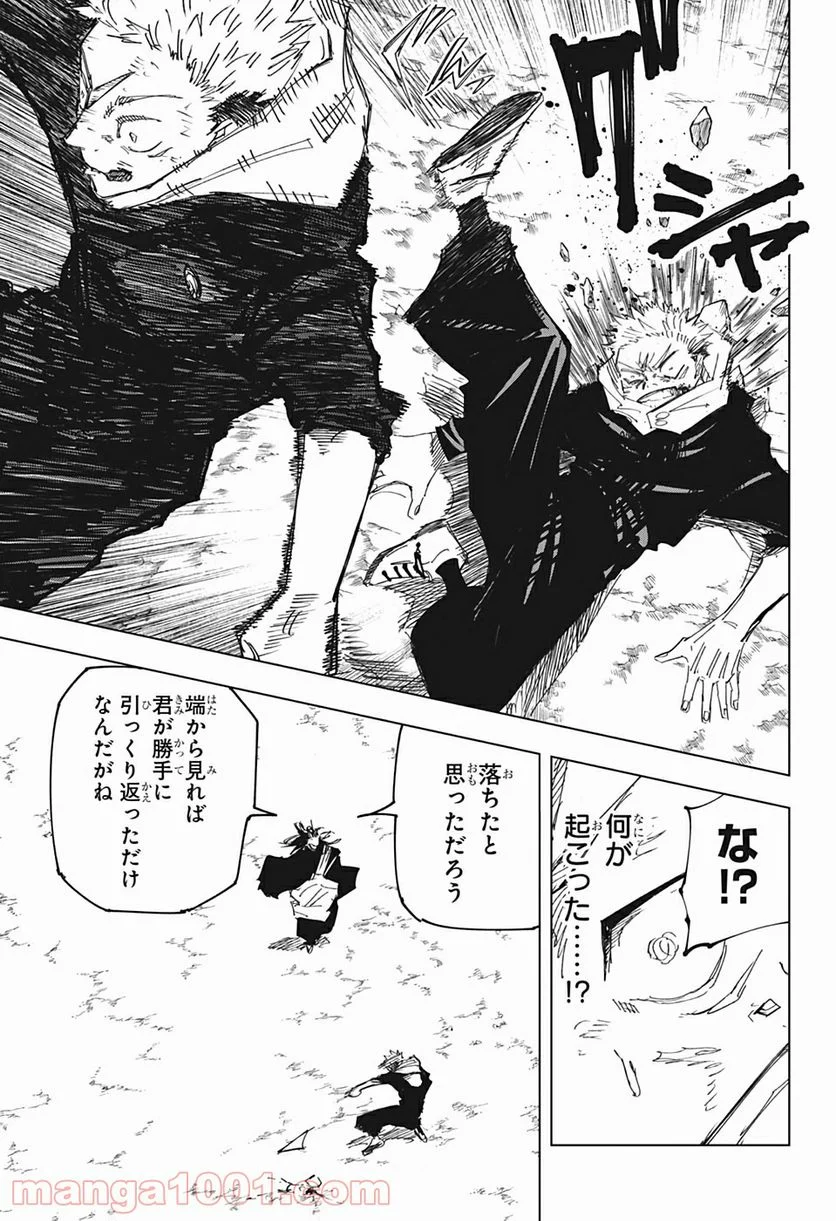 ガシャ
な!?
何が
起こった……!?
落ちたと
思っただろう
端から見れば
君が勝手に
引っくり返っただけ
なんだがね
manga1001.com